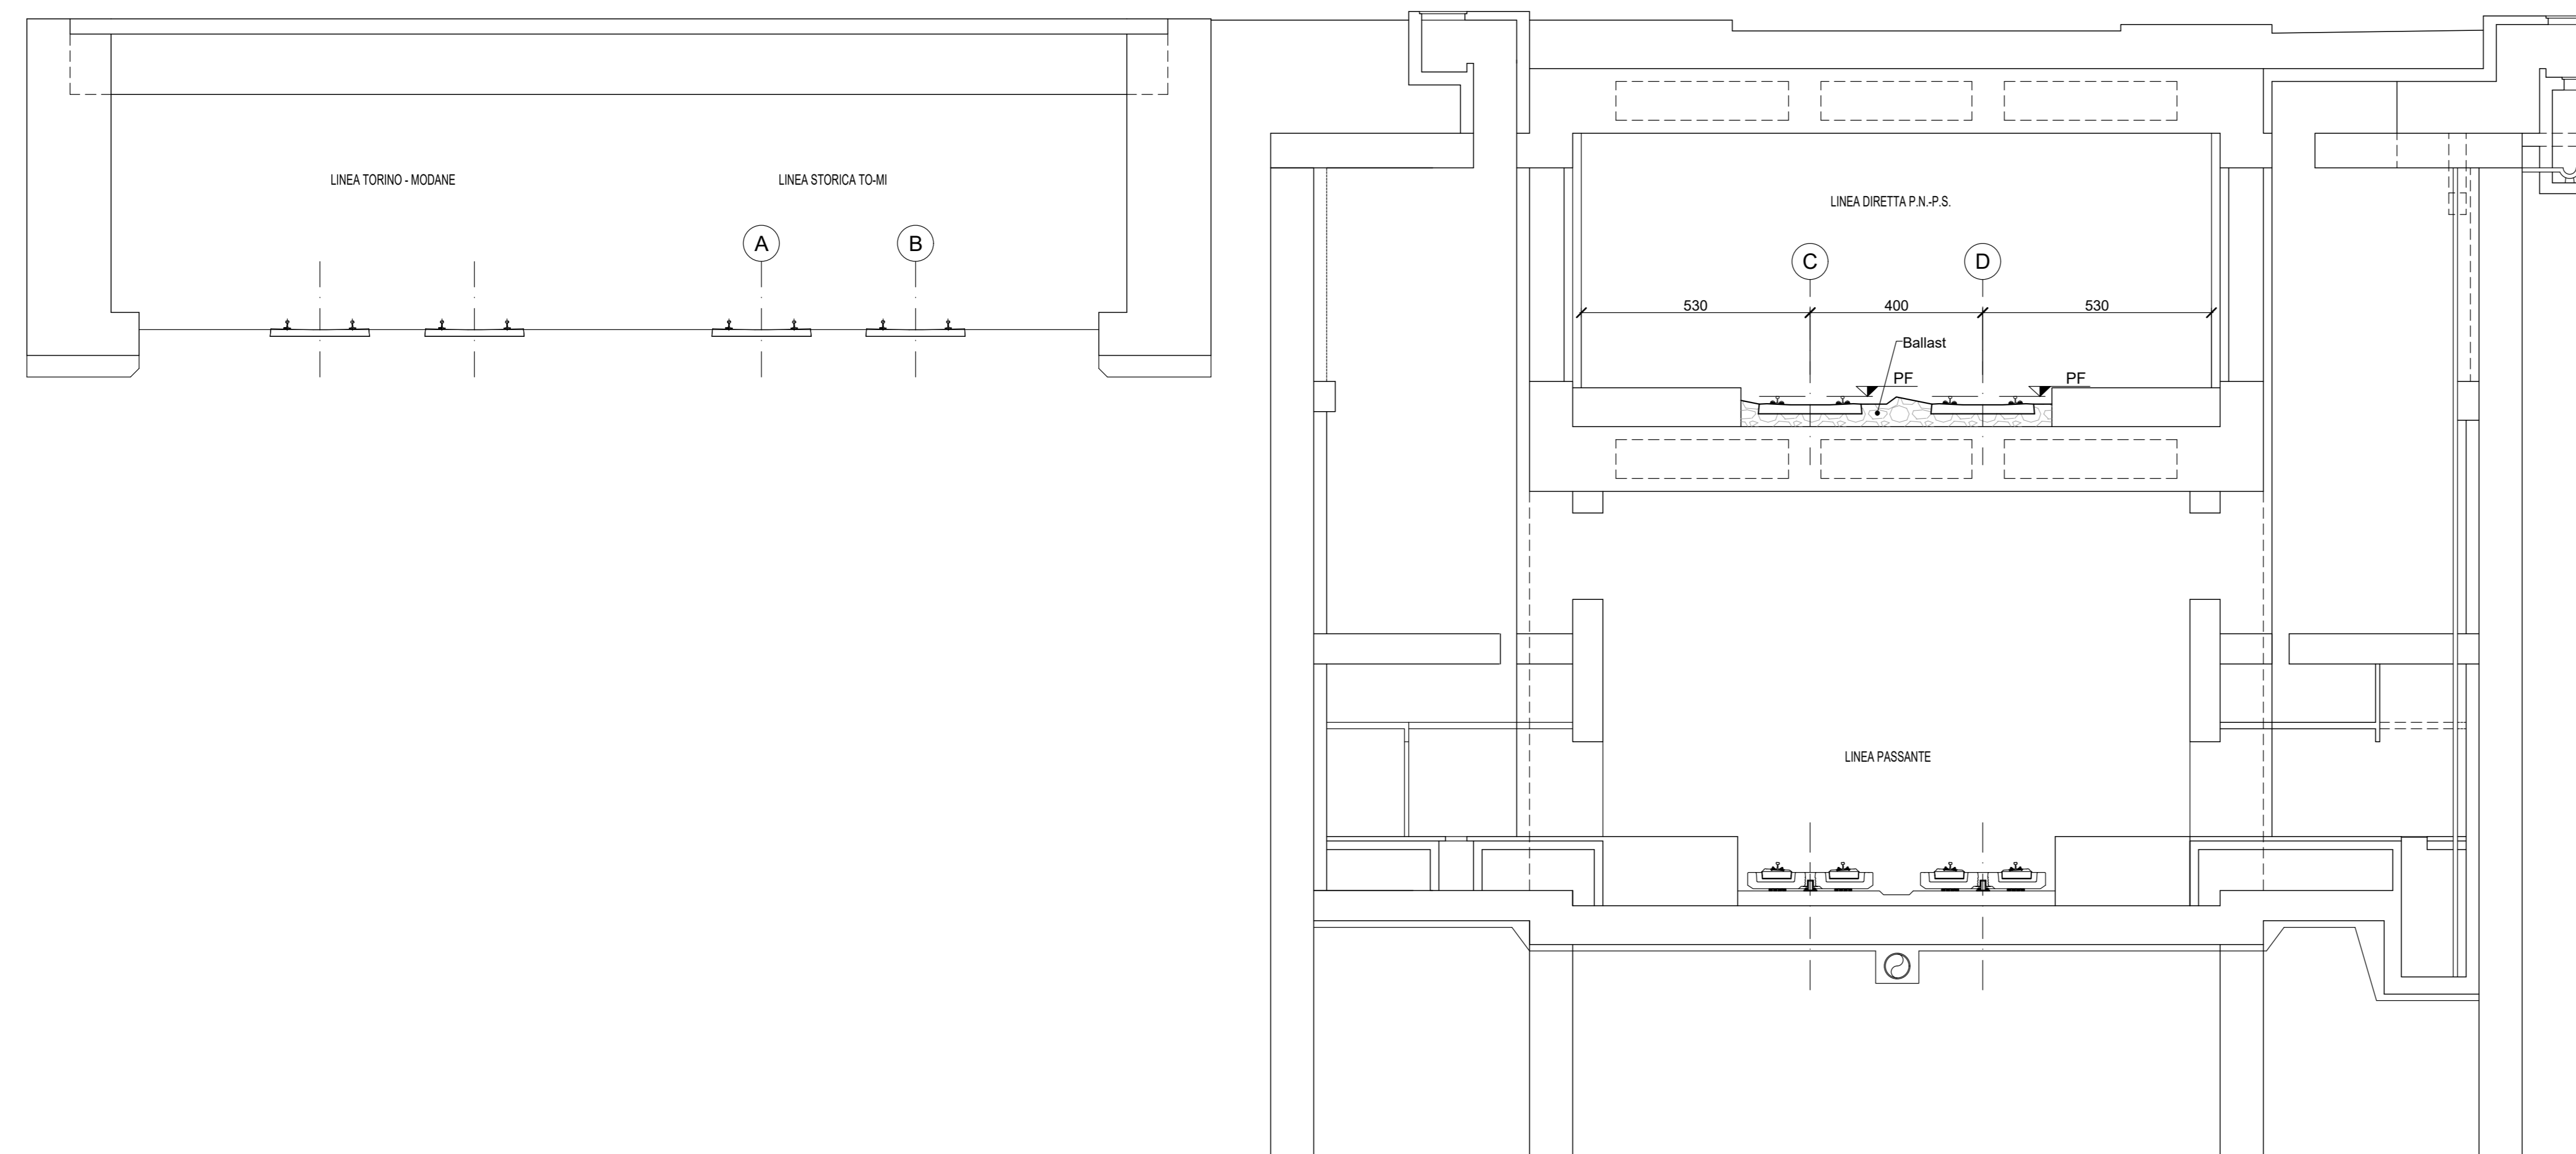 LINEA TORINO - MODANE
LINEA STORICA TO-MI
A
B
LINEA DIRETTA P.N.-P.S.
C
D
530
400
530
Ballast
PF
PF
LINEA PASSANTE